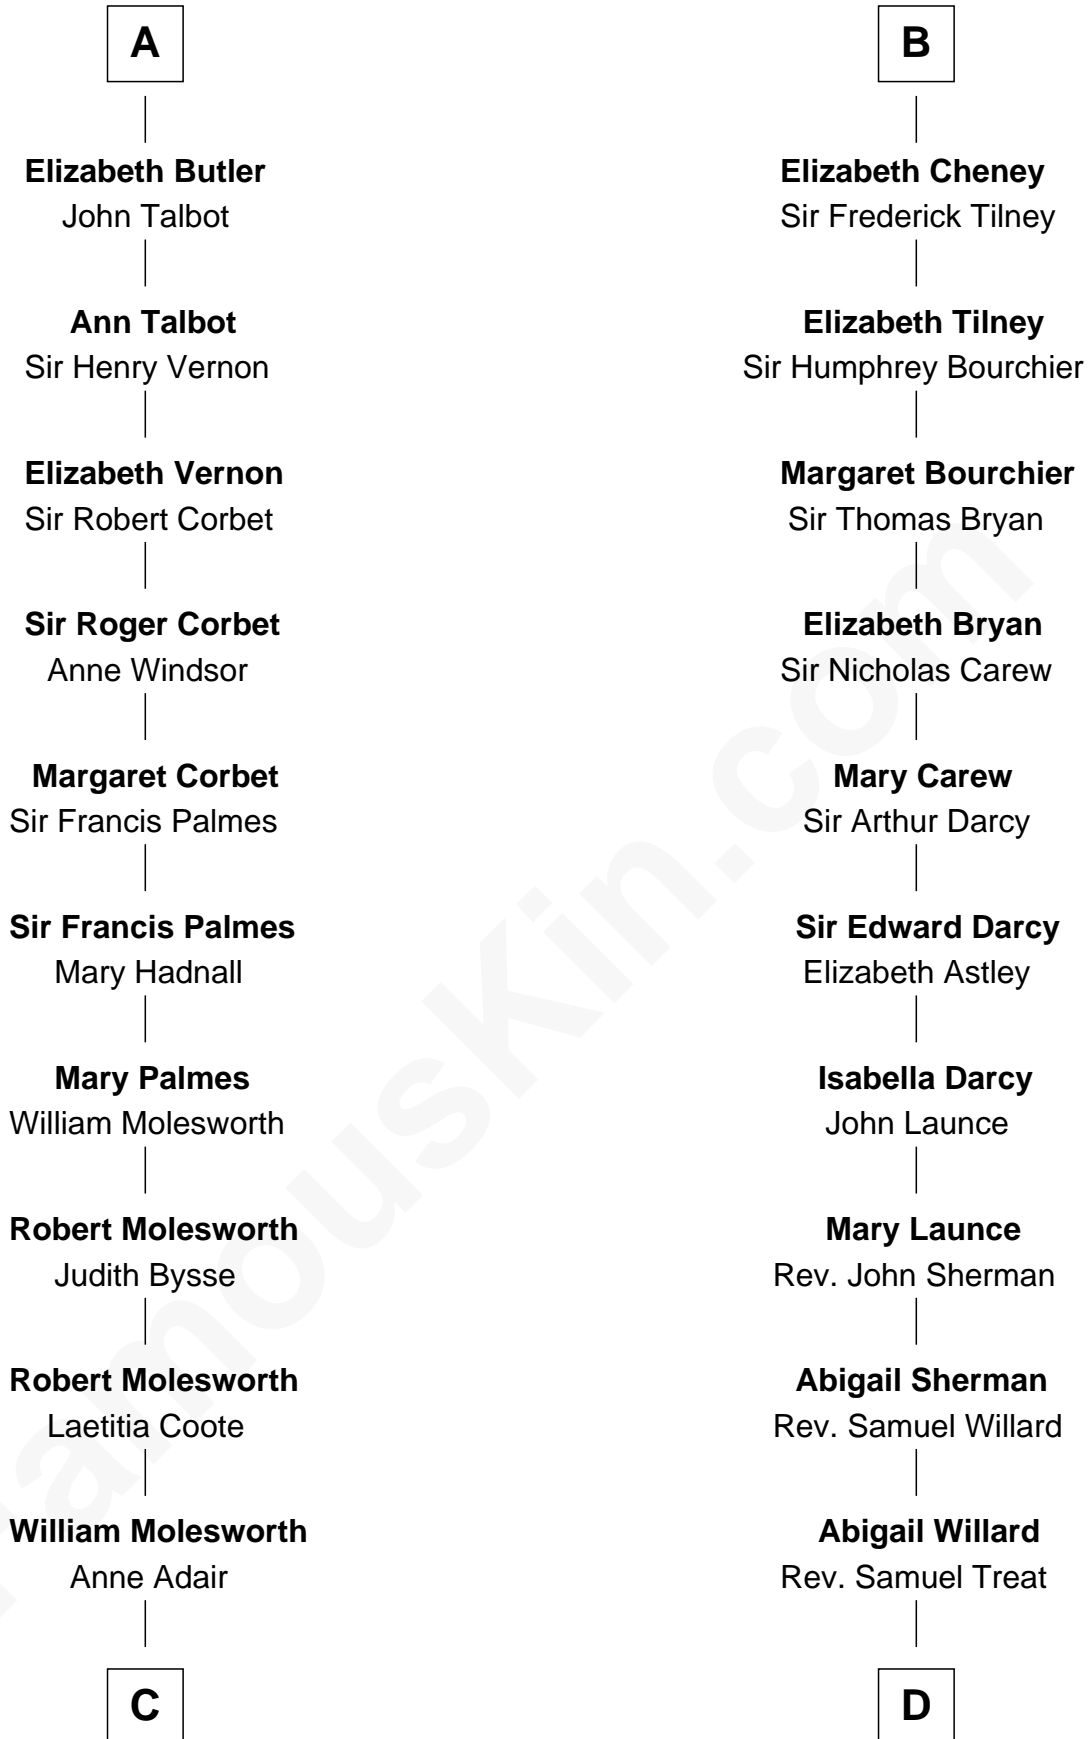 A
Elizabeth Butler
John Talbot
Ann Talbot
Sir Henry Vernon
Elizabeth Vernon
Sir Robert Corbet
Sir Roger Corbet
Anne Windsor
Margaret Corbet
Sir Francis Palmes
Sir Francis Palmes
Mary Hadnall
Mary Palmes
William Molesworth
Robert Molesworth
Judith Bysse
Robert Molesworth
Laetitia Coote
William Molesworth
Anne Adair
C
B
Elizabeth Cheney
Sir Frederick Tilney
Elizabeth Tilney
Sir Humphrey Bourchier
Margaret Bourchier
Sir Thomas Bryan
Elizabeth Bryan
Sir Nicholas Carew
Mary Carew
Sir Arthur Darcy
Sir Edward Darcy
Elizabeth Astley
Isabella Darcy
John Launce
Mary Launce
Rev. John Sherman
Abigail Sherman
Rev. Samuel Willard
Abigail Willard
Rev. Samuel Treat
D
FamousKin.com